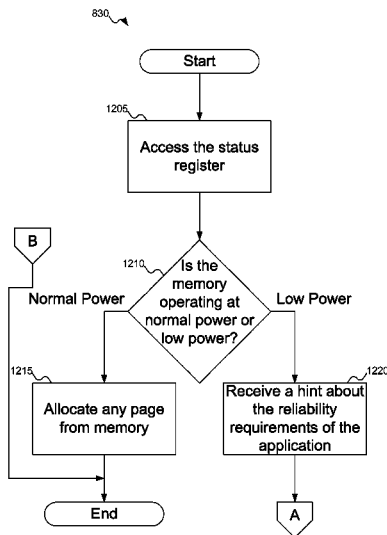 830
Start
1205
Access the status
register
B
1210
Is the
memory
operating at
normal power or
low power?
Normal Power
Low Power
1215
Allocate any page
from memory
1220
Receive a hint about
the reliability
requirements of the
application
End
A